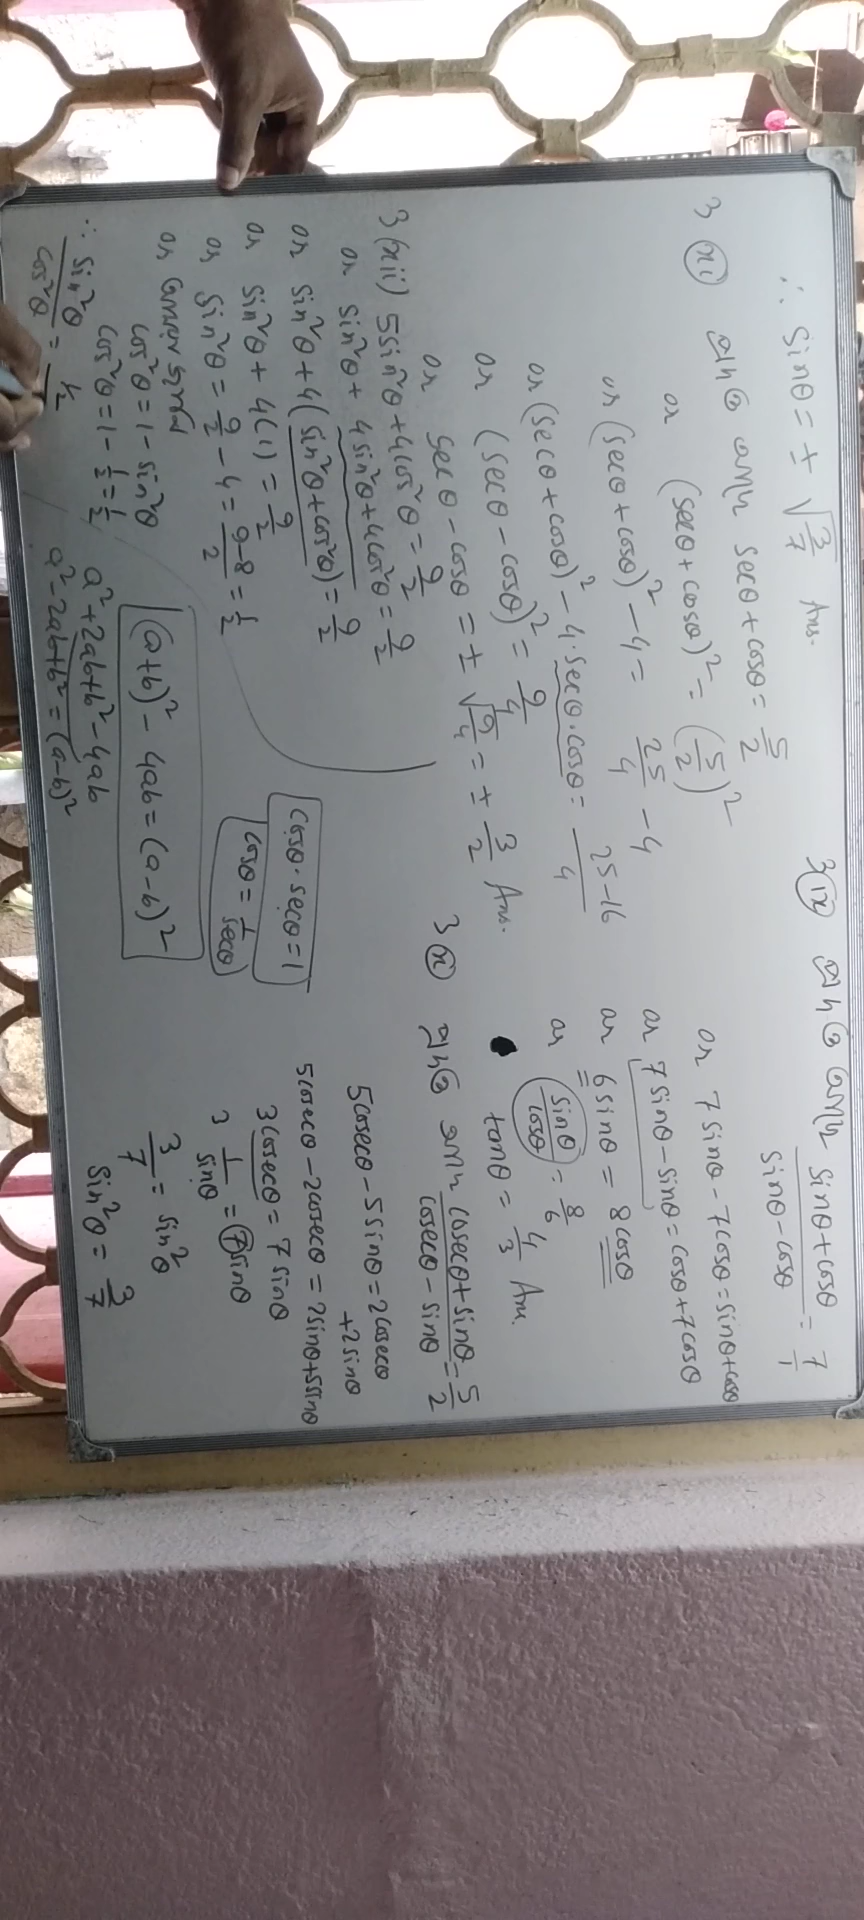 ∴ sinθ = ± √(3/7) Ans.
3 (xi) প্রশ্নে আছে secθ + cosθ = 5/2
or (secθ + cosθ)² = (5/2)²
or (secθ + cosθ)² - 4 = 25/4 - 4
or (secθ + cosθ)² - 4·secθ·cosθ = 25-16/4
or (secθ - cosθ)² = 9/4
or secθ - cosθ = ± √(9/4) = ± 3/2 Ans.
3 (xii) 5sin²θ + 4cos²θ = 9/2
or sin²θ + 4sin²θ + 4cos²θ = 9/2
or sin²θ + 4(sin²θ + cos²θ) = 9/2
or sin²θ + 4(1) = 9/2
or sin²θ = 9/2 - 4 = 9-8/2 = 1/2
or
cos²θ = 1 - sin²θ
cos²θ = 1 - 1/2 = 1/2
∴ sin²θ/cos²θ = 1/2
cosθ · secθ = 1
cosθ = 1/secθ
(a+b)² - 4ab = (a-b)²
a² + 2ab + b² - 4ab
a² - 2ab + b² = (a-b)²
3 (ix) প্রশ্নে আছে sinθ + cosθ/sinθ - cosθ = 7/1
or 7sinθ - 7cosθ = sinθ + cosθ
or 7sinθ - sinθ = cosθ + 7cosθ
or 6sinθ = 8cosθ
or sinθ/cosθ = 8/6
tanθ = 4/3 Ans.
3 (x) প্রশ্নে আছে cosecθ + sinθ/cosecθ - sinθ = 5/2
5cosecθ - 5sinθ = 2cosecθ
+ 2sinθ
5cosecθ - 2cosecθ = 2sinθ + 5sinθ
3cosecθ = 7sinθ
3 1/sinθ = 7sinθ
3/7 = sin²θ
sin²θ = 3/7